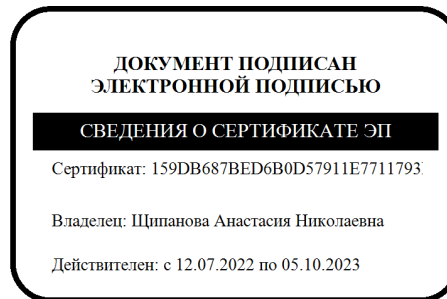 ДОКУМЕНТ ПОДПИСАН
ЭЛЕКТРОННОЙ ПОДПИСЬЮ
СВЕДЕНИЯ О СЕРТИФИКАТЕ ЭП
Сертификат: 159DB687BED6B0D57911E7711793
Владелец: Щипанова Анастасия Николаевна
Действителен: с 12.07.2022 по 05.10.2023